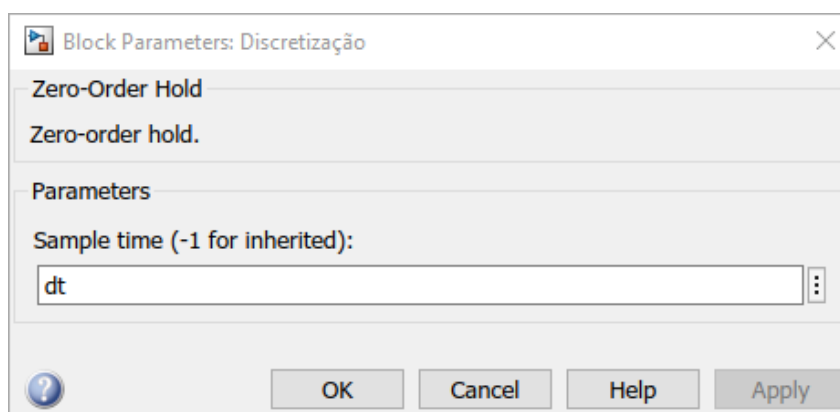 Block Parameters: Discretização
Zero-Order Hold
Zero-order hold.
Parameters
Sample time (-1 for inherited):
dt
OK Cancel Help Apply